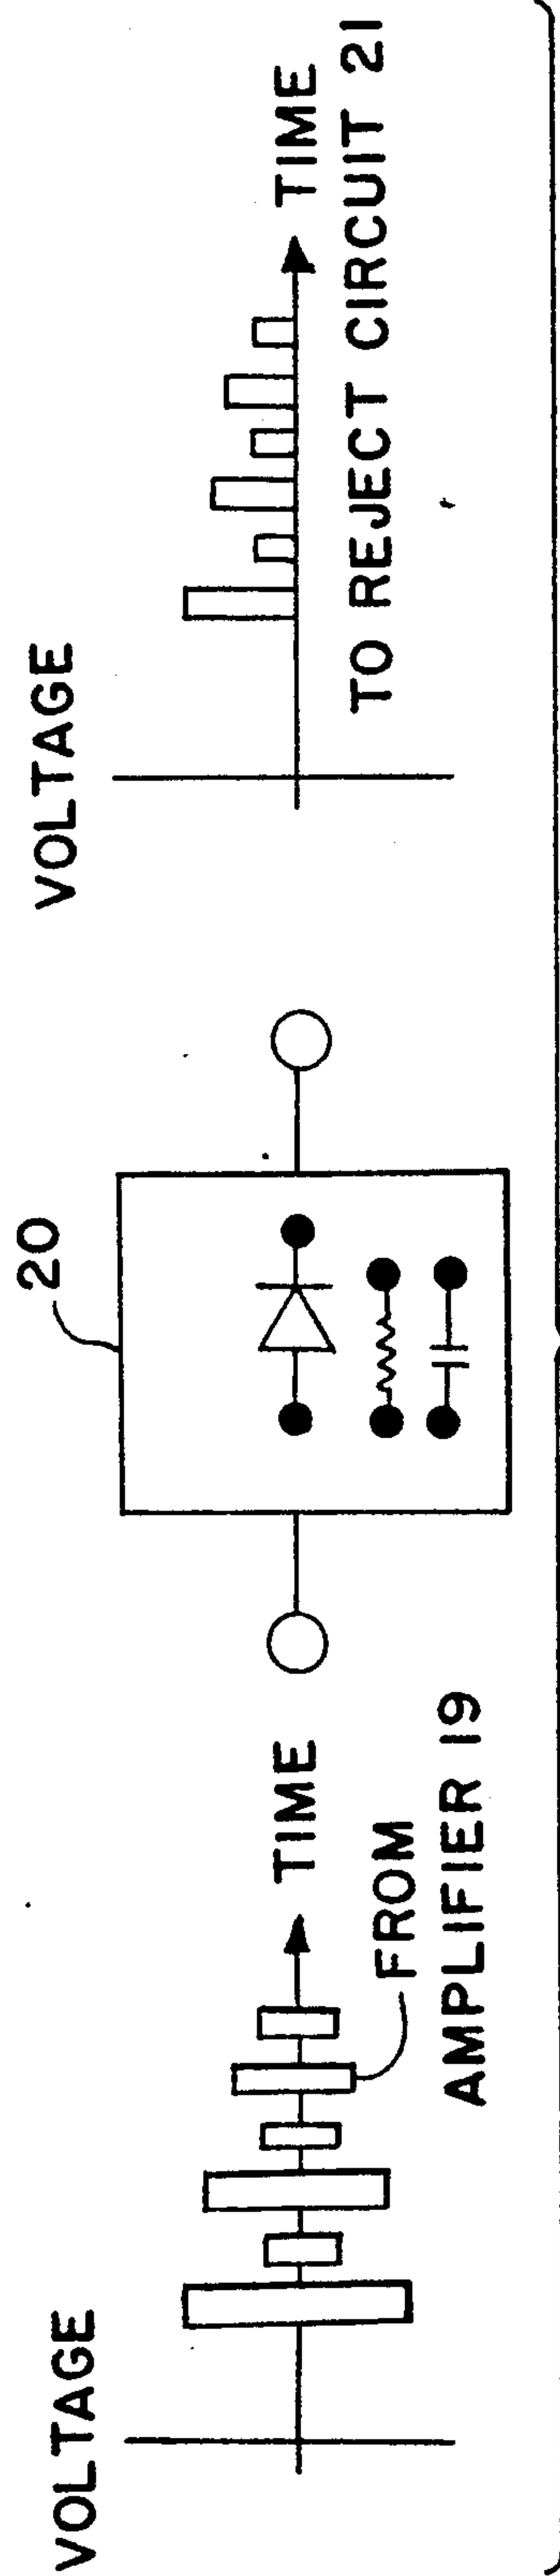 VOLTAGE
TIME
FROM
AMPLIFIER 19
20
VOLTAGE
TIME
TO REJECT CIRCUIT 21